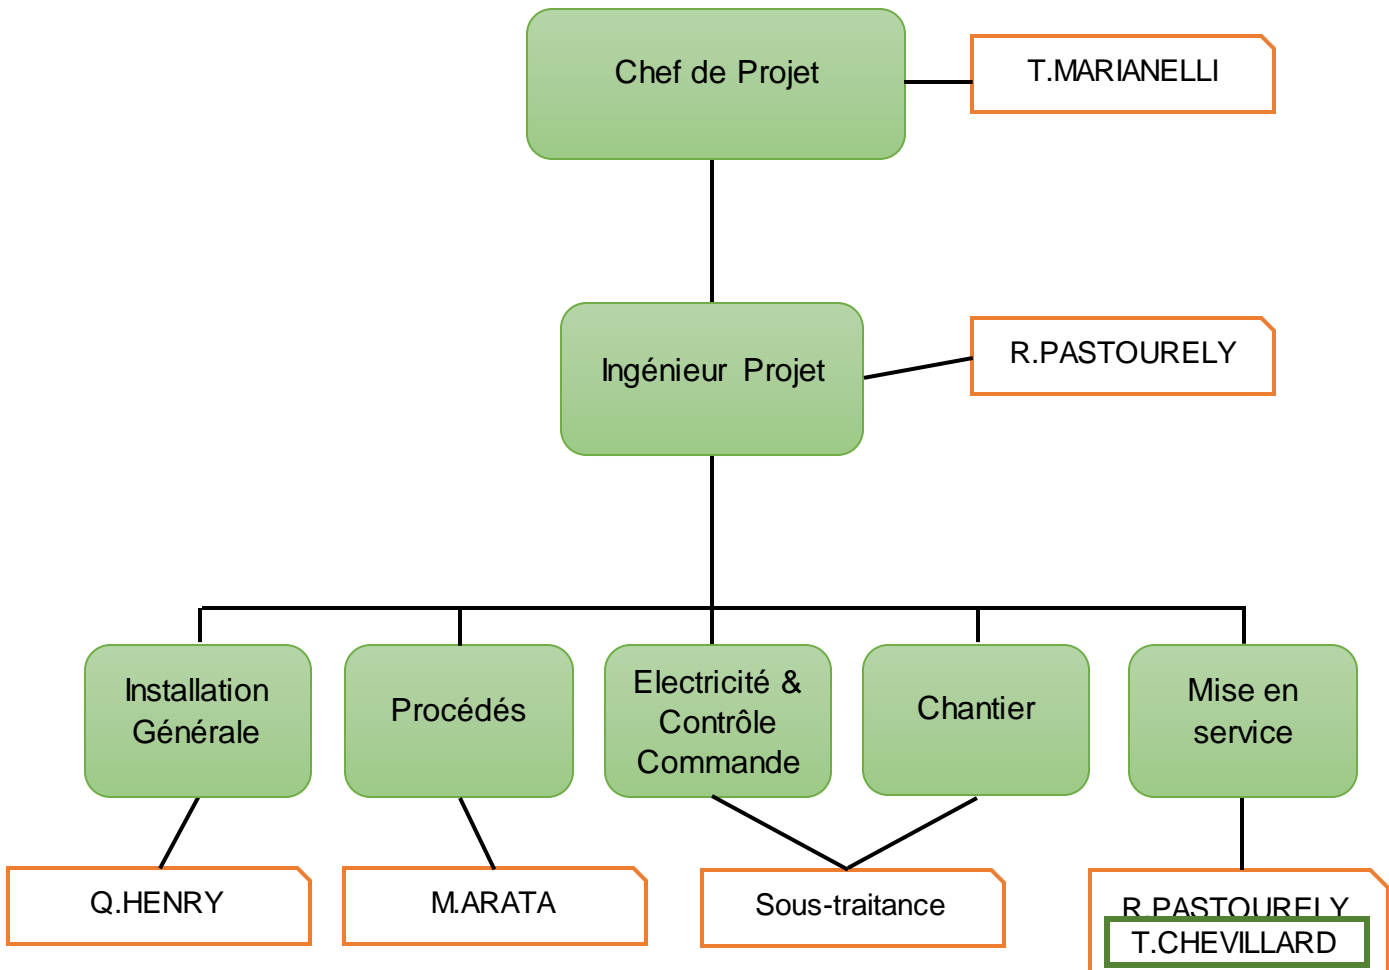 Chef de Projet
T.MARIANELLI
Ingénieur Projet
R.PASTOURELY
Installation
Générale
Procédés
Electricité &
Contrôle
Commande
Chantier
Mise en
service
Q.HENRY
M.ARATA
Sous-traitance
R.PASTOURELY
T.CHEVILLARD